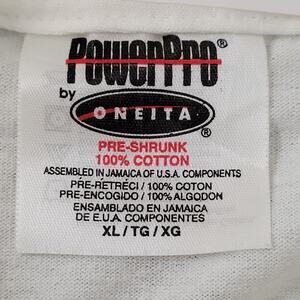 PowerPro®
by ONEITA®
PRE-SHRUNK
100% COTTON
ASSEMBLED IN JAMAICA OF U.S.A. COMPONENTS
PRÉ-RÉTRÉCI / 100% COTON
PRE-ENCOGIDO / 100% ALGODON
ENSAMBLADO EN JAMAICA
DE E.U.A. COMPONENTES
XL / TG / XG